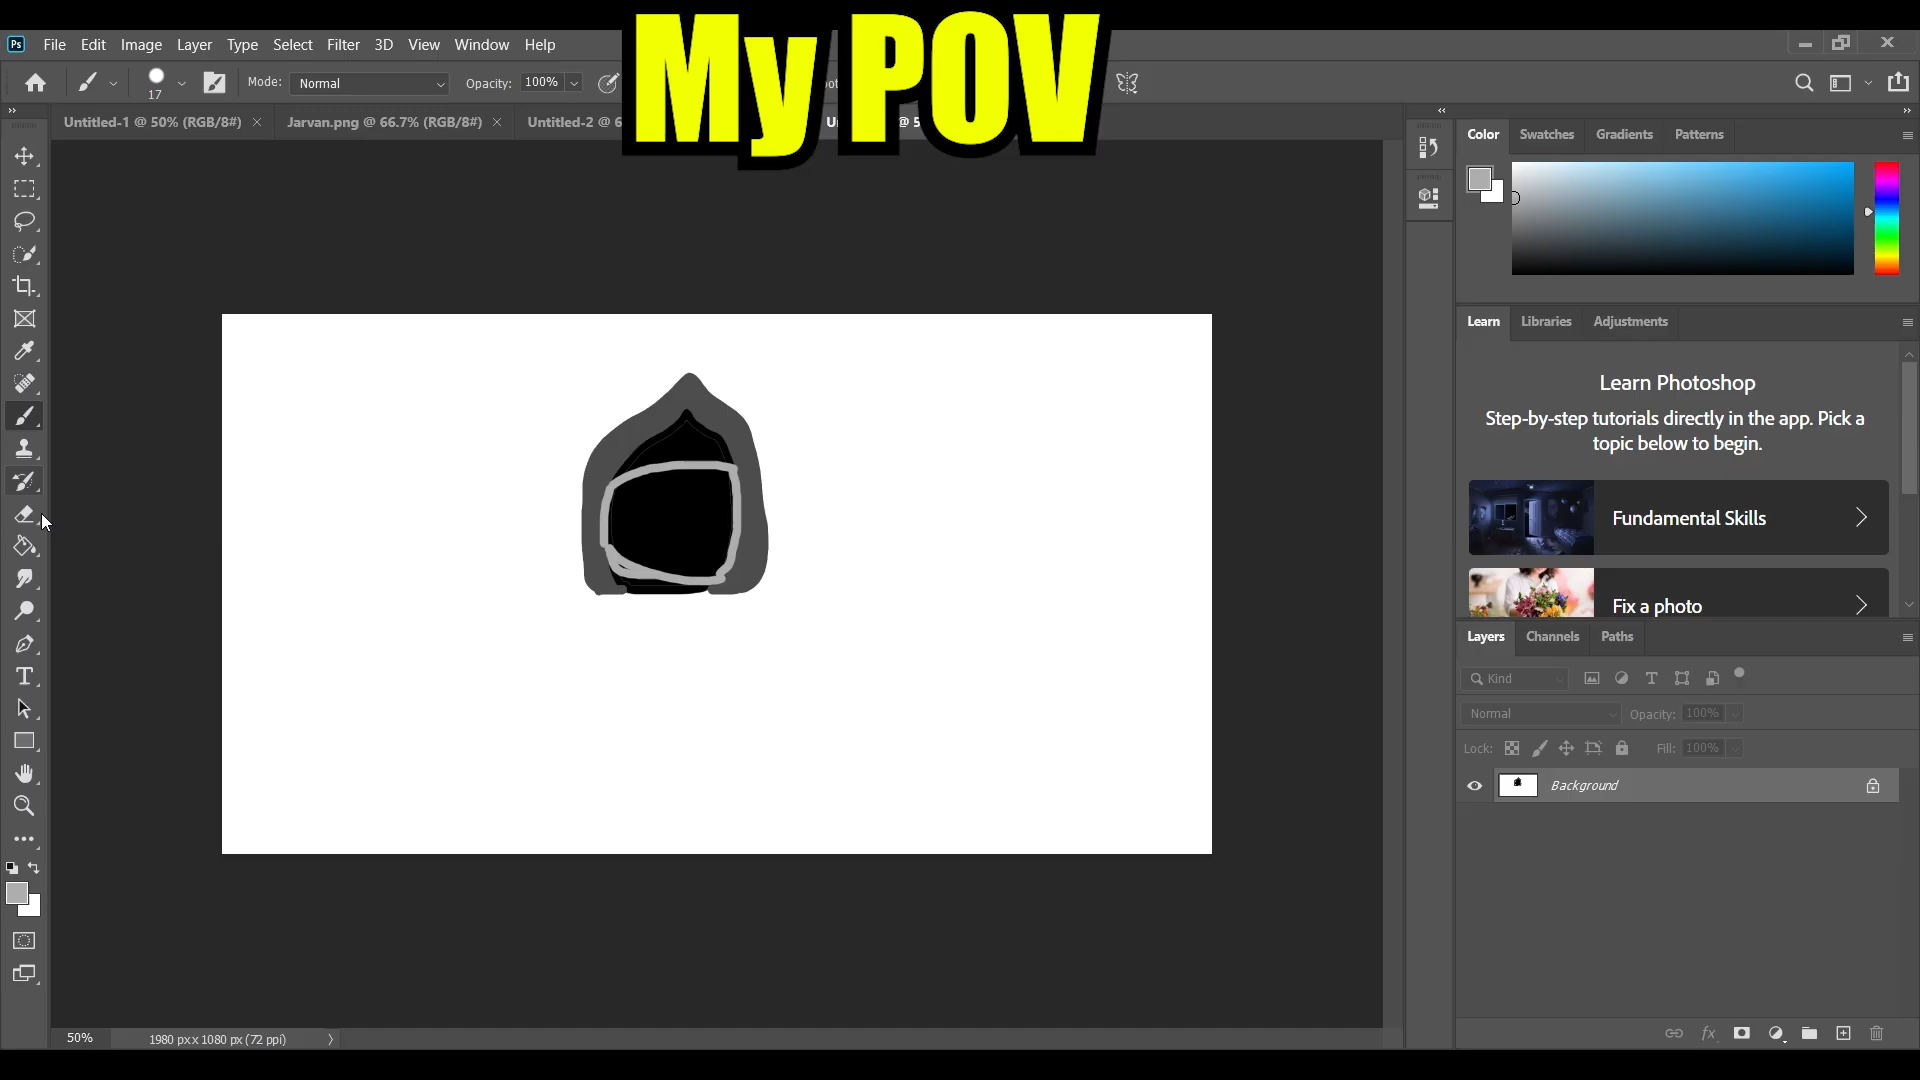 My POV
Ps File Edit Image Layer Type Select Filter 3D View Window Help
17 Mode: Normal Opacity: 100%
Untitled-1 @ 50% (RGB/8#) Jarvan.png @ 66.7% (RGB/8#) Untitled-2 @ 6
Color Swatches Gradients Patterns
Learn Libraries Adjustments
Learn Photoshop
Step-by-step tutorials directly in the app. Pick a
topic below to begin.
Fundamental Skills
Fix a photo
Layers Channels Paths
Kind
Normal Opacity: 100%
Lock: Fill: 100%
Background
50% 1980 px x 1080 px (72 ppi)